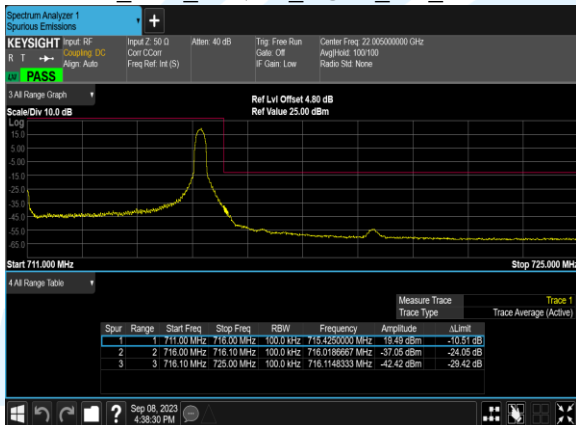 Spectrum Analyzer 1
Spurious Emissions
KEYSIGHT Input: RF Input Z: 50 Ω Atten: 40 dB Trig: Free Run Center Freq: 22.005000000 GHz
R T Coupling: DC Corr CCorr Gate: Off Avg|Hold: 100/100
Align: Auto Freq Ref: Int (S) IF Gain: Low Radio Std: None
PASS
3 All Range Graph
Ref Lvl Offset 4.80 dB
Scale/Div 10.0 dB Ref Value 25.00 dBm
Log
15.0
5.00
-5.00
-15.0
-25.0
-35.0
-45.0
-55.0
-65.0
Start 711.000 MHz Stop 725.000 MHz
4 All Range Table
Measure Trace Trace 1
Trace Type Trace Average (Active)
Spur Range Start Freq Stop Freq RBW Frequency Amplitude ΔLimit
1 1 711.00 MHz 716.00 MHz 100.0 kHz 715.4250000 MHz 19.49 dBm -10.51 dB
2 2 716.00 MHz 716.10 MHz 100.0 kHz 716.0186667 MHz -37.05 dBm -24.05 dB
3 3 716.10 MHz 725.00 MHz 100.0 kHz 716.1148333 MHz -42.42 dBm -29.42 dB
? Sep 08, 2023
4:38:30 PM